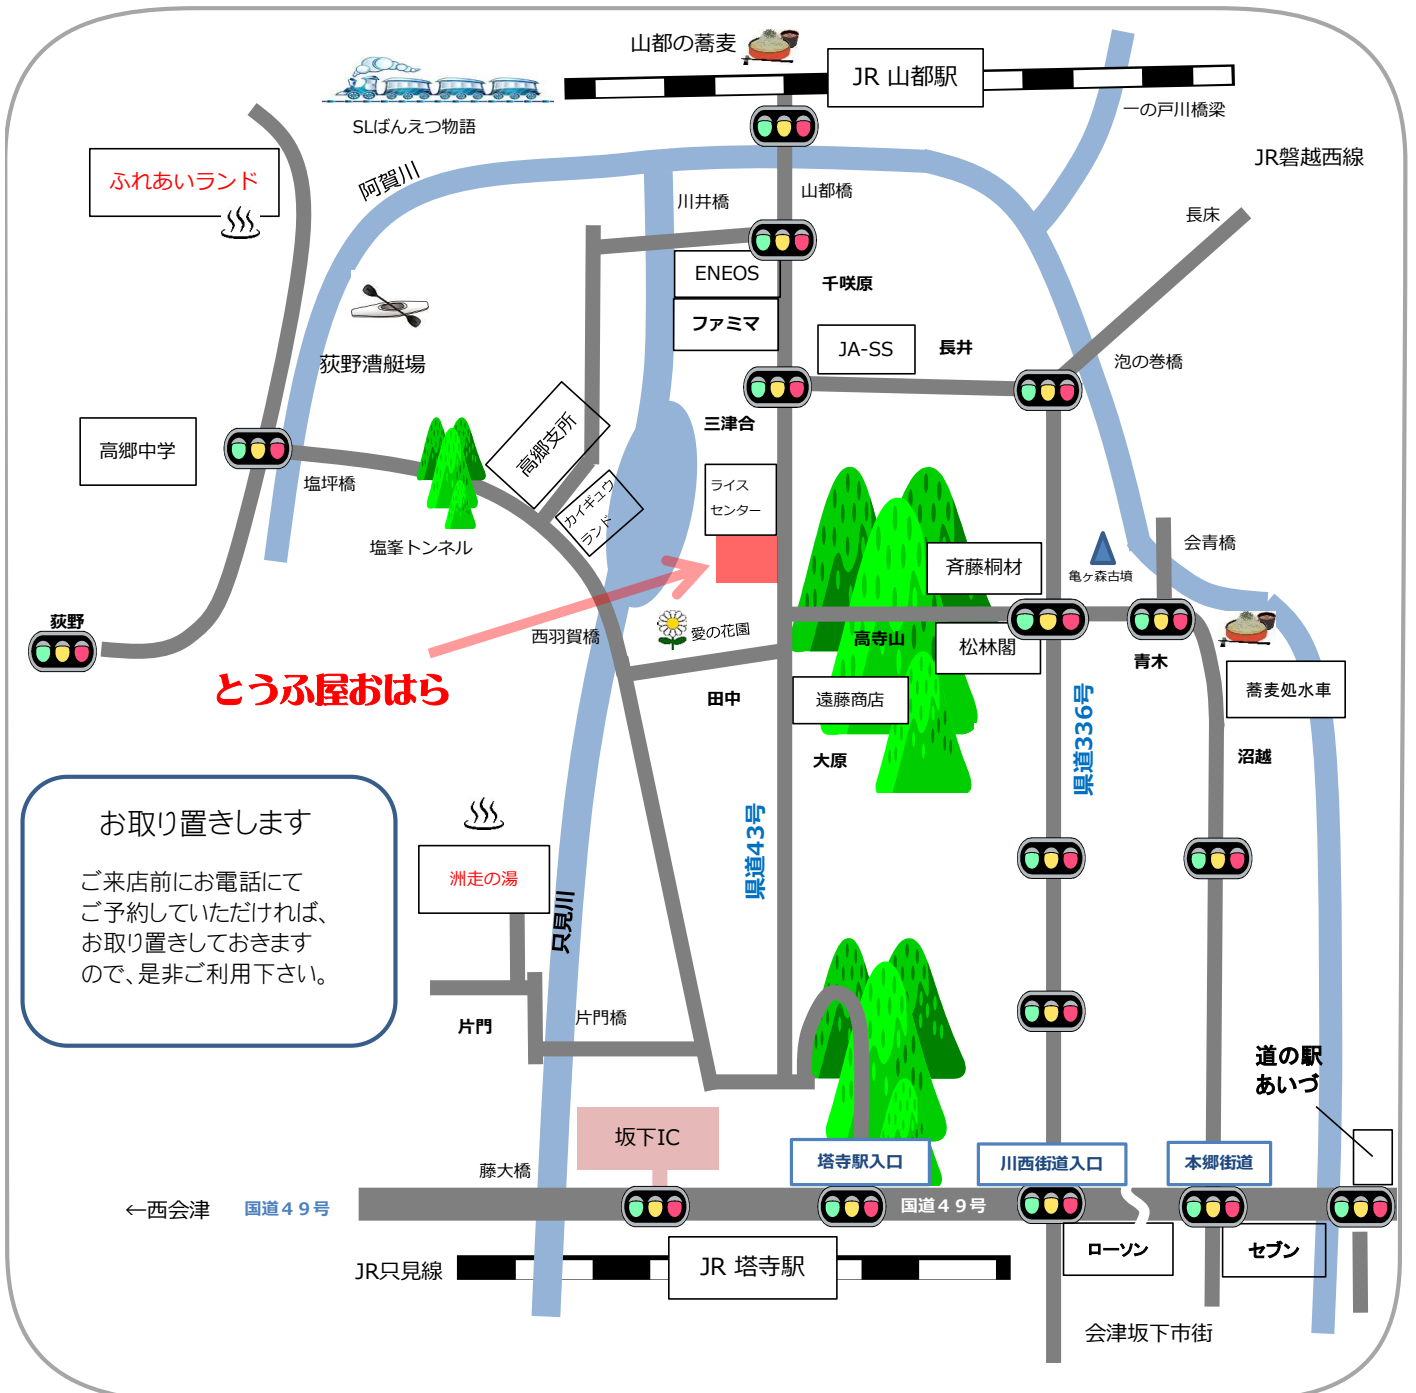 山都の蕎麦
JR 山都駅
SLばんえつ物語
一の戸川橋梁
JR磐越西線
ふれあいランド
阿賀川
川井橋
山都橋
長床
ENEOS
千咲原
ファミマ
JA-SS
長井
泡の巻橋
荻野漕艇場
三津合
高郷中学
高郷支所
塩坪橋
カイギュウ
ランド
ライス
センター
塩峯トンネル
会青橋
斉藤桐材
亀ヶ森古墳
荻野
西羽賀橋
愛の花園
高寺山
松林閣
青木
とうふ屋おはら
田中
遠藤商店
蕎麦処水車
県道336号
大原
沼越
お取り置きします
ご来店前にお電話にて
ご予約していただければ、
お取り置きしておきます
ので、是非ご利用下さい。
県道43号
洲走の湯
只見川
片門
片門橋
道の駅
あいづ
坂下IC
藤大橋
塔寺駅入口
川西街道入口
本郷街道
←西会津
国道49号
国道49号
ローソン
セブン
JR只見線
JR 塔寺駅
会津坂下市街